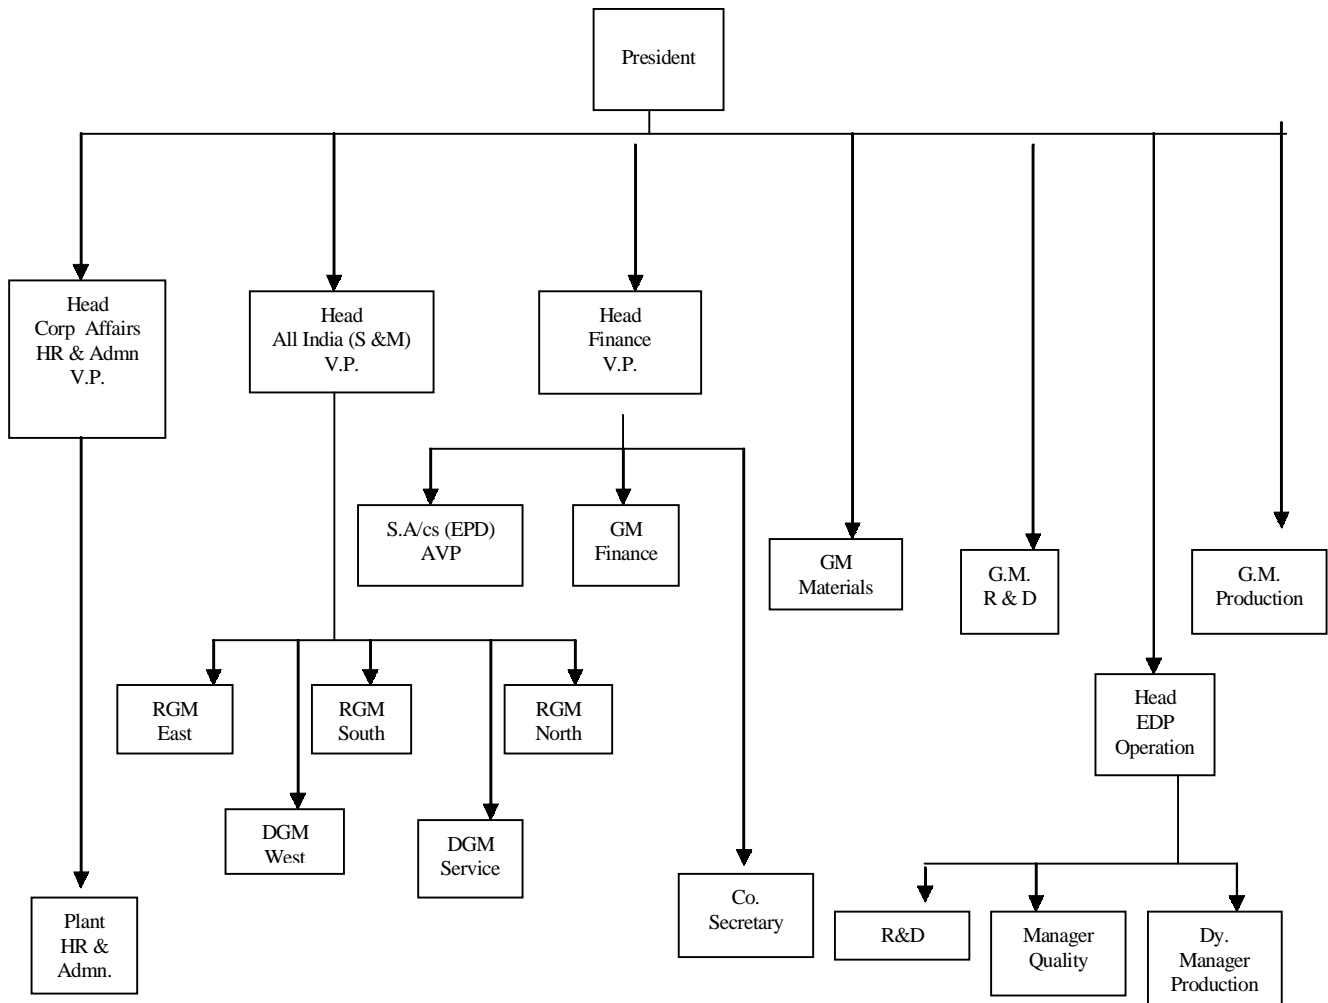 President
Head
Corp Affairs
HR & Admn
V.P.
Head
All India (S &M)
V.P.
Head
Finance
V.P.
S.A/cs (EPD)
AVP
GM
Finance
GM
Materials
G.M.
R & D
G.M.
Production
RGM
East
RGM
South
RGM
North
Head
EDP
Operation
DGM
West
DGM
Service
Plant
HR &
Admn.
Co.
Secretary
R&D
Manager
Quality
Dy.
Manager
Production